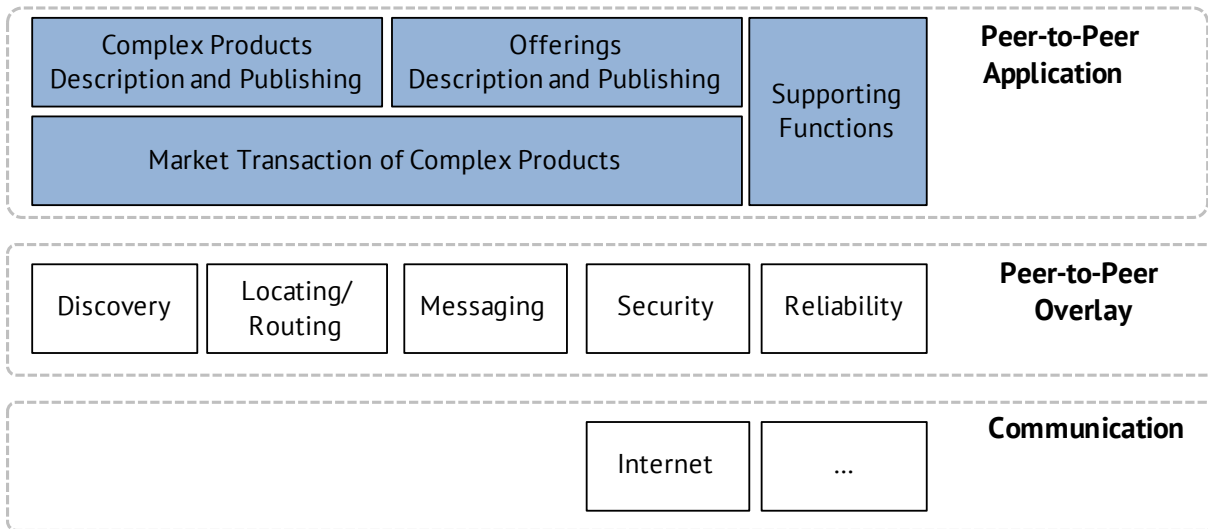 Complex Products
Description and Publishing
Offerings
Description and Publishing
Supporting
Functions
Market Transaction of Complex Products
Peer-to-Peer
Application
Discovery
Locating/
Routing
Messaging
Security
Reliability
Peer-to-Peer
Overlay
Internet
...
Communication